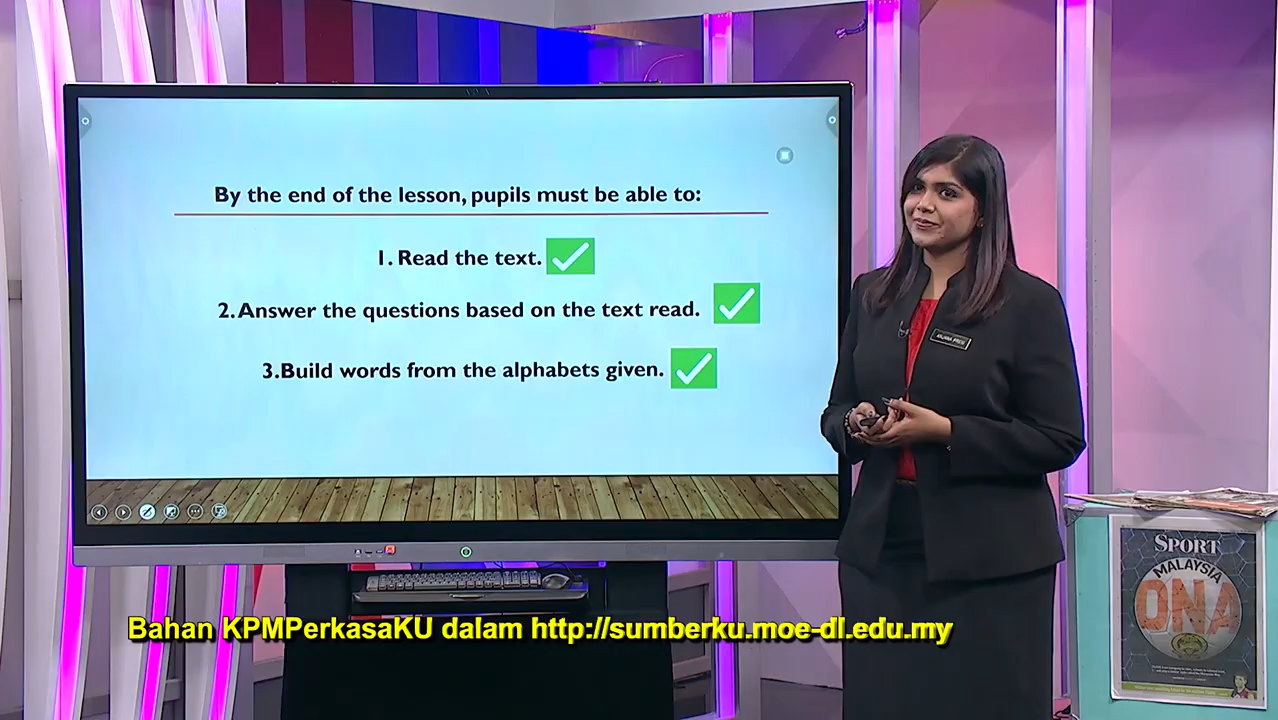 By the end of the lesson, pupils must be able to:
1. Read the text.
2. Answer the questions based on the text read.
3.Build words from the alphabets given.
SPORT
MALAYSIA
DNA
Bahan KPMPerkasaKU dalam http://sumberku.moe-dl.edu.my